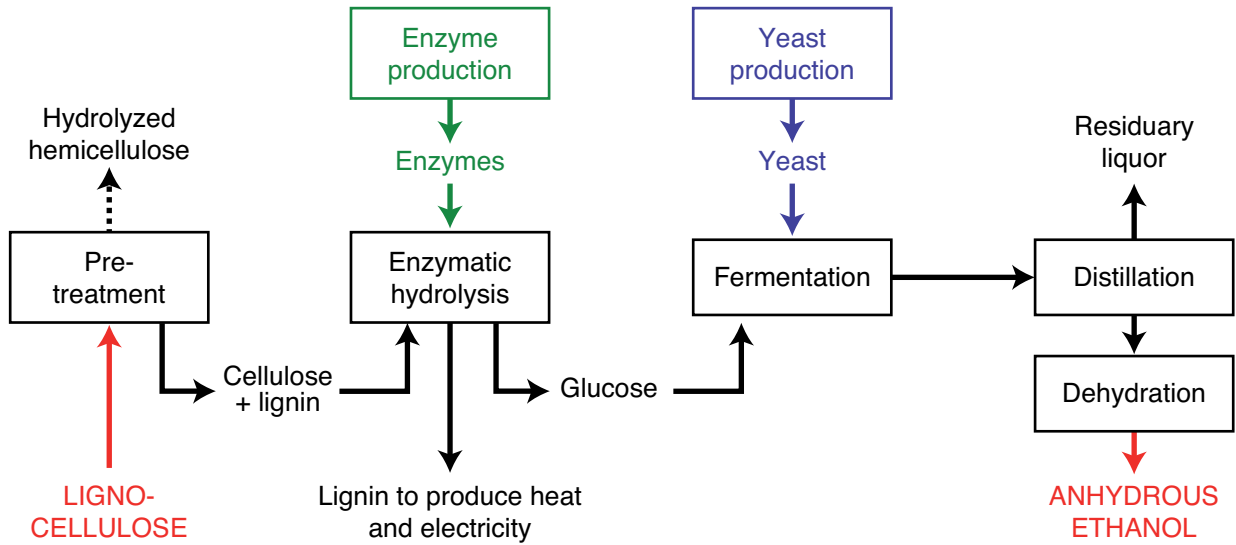 Enzyme
production
Yeast
production
Hydrolyzed
hemicellulose
Enzymes
Yeast
Residuary
liquor
Pre-
treatment
Enzymatic
hydrolysis
Fermentation
Distillation
Cellulose
+ lignin
Glucose
Dehydration
LIGNO-
CELLULOSE
Lignin to produce heat
and electricity
ANHYDROUS
ETHANOL